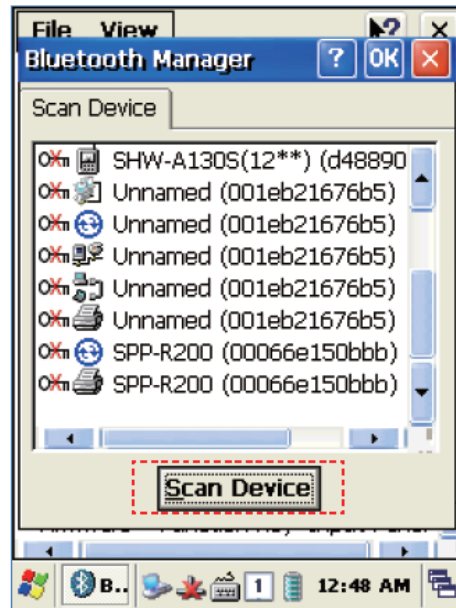 File View
Bluetooth Manager ? OK
Scan Device
SHW-A130S(12**) (d48890
Unnamed (001eb21676b5)
Unnamed (001eb21676b5)
Unnamed (001eb21676b5)
Unnamed (001eb21676b5)
Unnamed (001eb21676b5)
SPP-R200 (00066e150bbb)
SPP-R200 (00066e150bbb)
Scan Device
B.. 1 12:48 AM